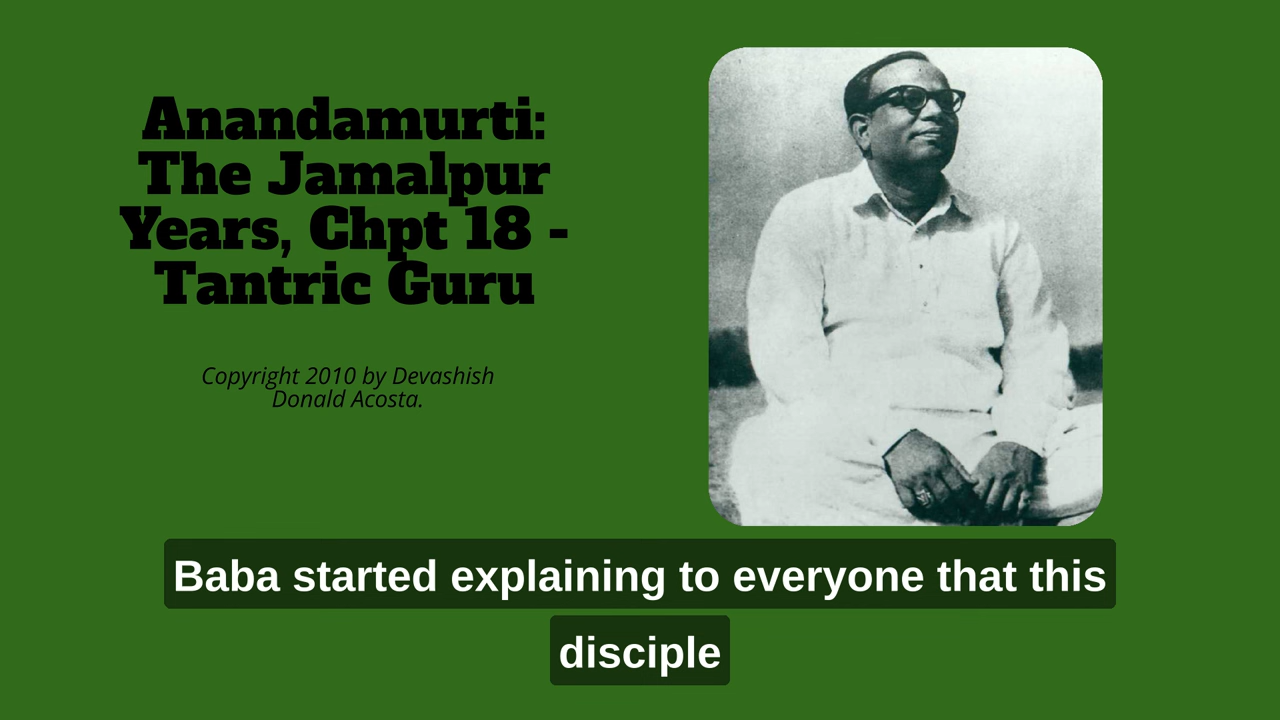 Anandamurti:
The Jamalpur
Years, Chpt 18 -
Tantric Guru
Copyright 2010 by Devashish
Donald Acosta.
Baba started explaining to everyone that this
disciple